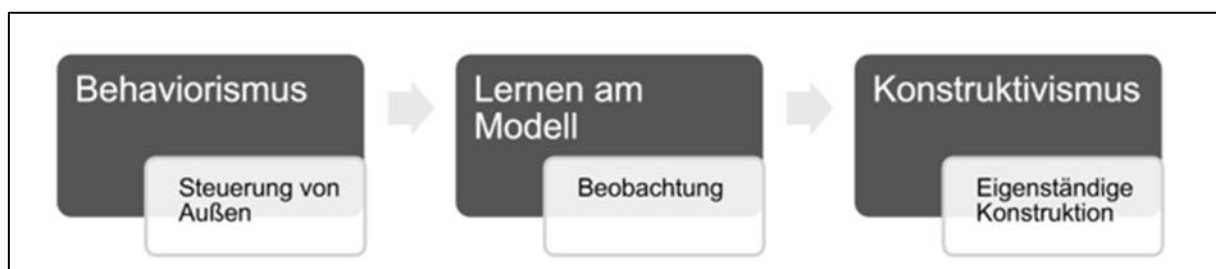 Behaviorismus
Steuerung von
Außen
Lernen am
Modell
Beobachtung
Konstruktivismus
Eigenständige
Konstruktion